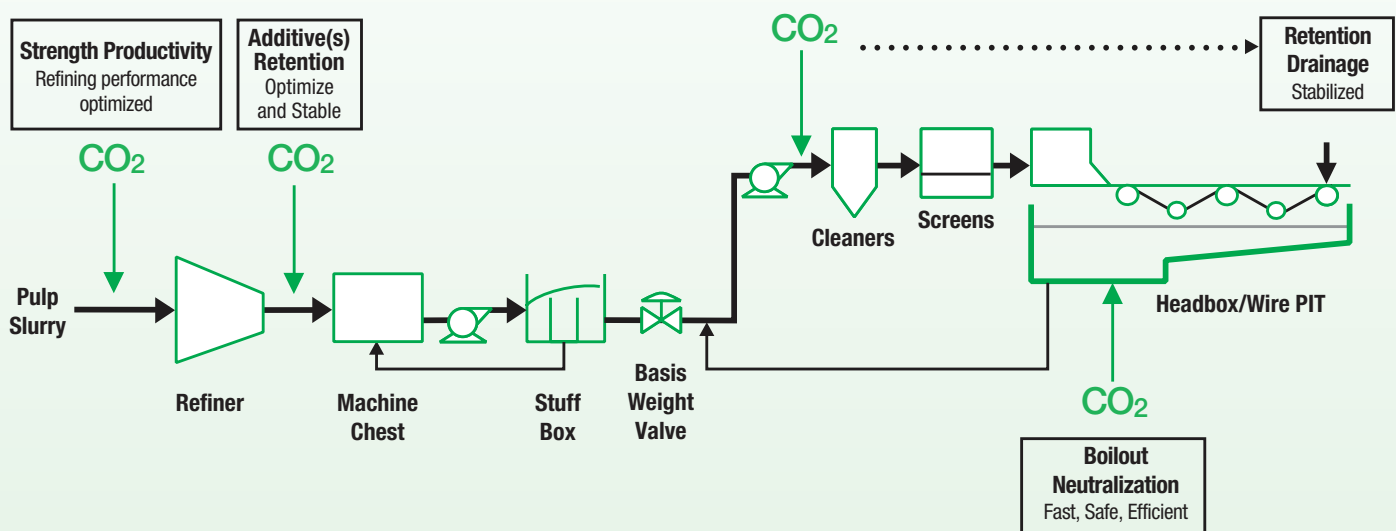 Strength Productivity
Refining performance
optimized
CO2
Additive(s)
Retention
Optimize
and Stable
CO2
CO2
Retention
Drainage
Stabilized
Pulp
Slurry
Refiner
Machine
Chest
Stuff
Box
Basis
Weight
Valve
Cleaners
Screens
Headbox/Wire PIT
CO2
Boilout
Neutralization
Fast, Safe, Efficient